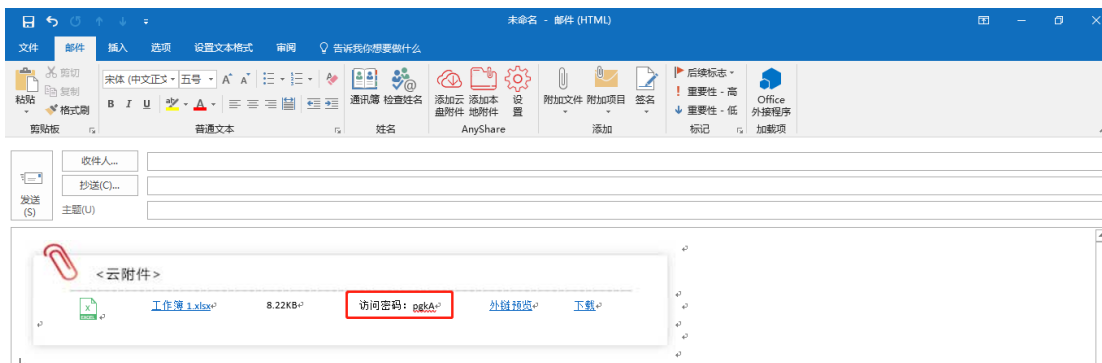 未命名 - 邮件 (HTML)
文件 邮件 插入 选项 设置文本格式 审阅 告诉我你想要做什么
粘贴
剪切
复制
格式刷
剪贴板
宋体 (中文正文 五号
B I U
普通文本
通讯簿 检查姓名
姓名
添加云盘附件 添加本地附件 设置
AnyShare
附加文件 附加项目 签名
添加
后续标志
重要性 - 高
重要性 - 低
标记
Office
外接程序
加载项
发送
(S)
收件人...
抄送(C)...
主题(U)
<云附件>
工作簿 1.xlsx 8.22KB 访问密码：pgkA 外链预览 下载